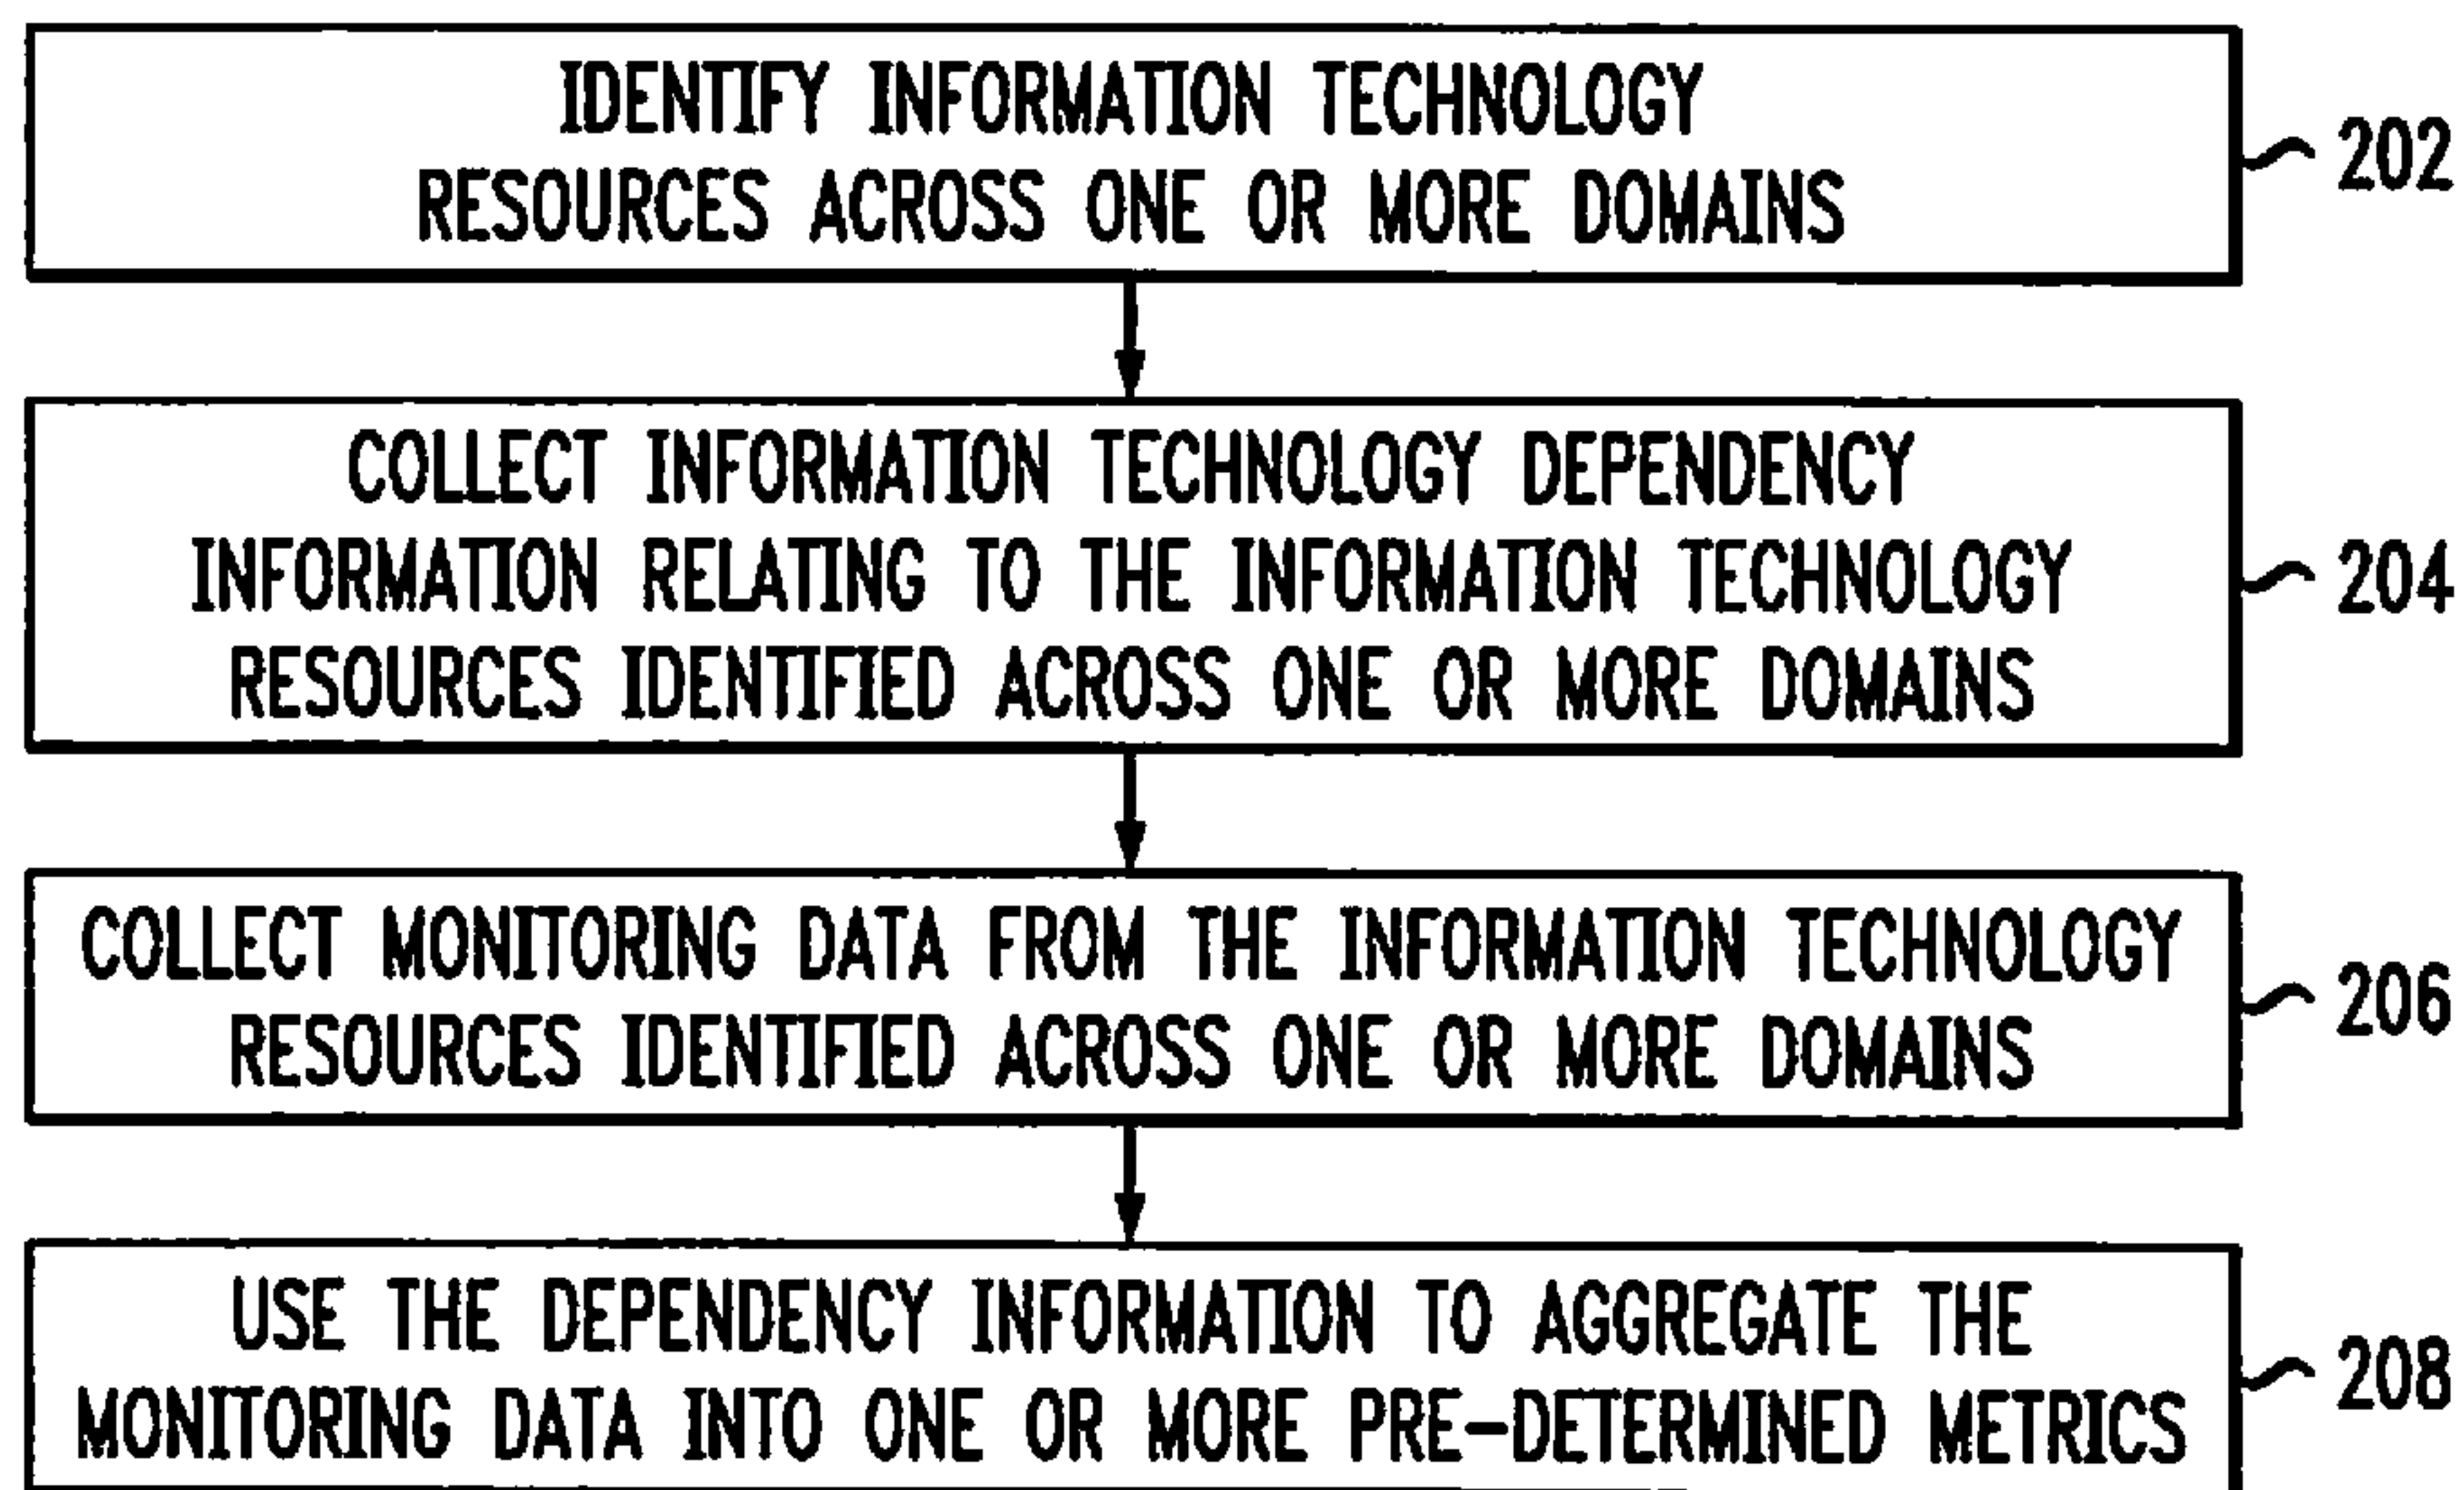 IDENTIFY INFORMATION TECHNOLOGY
RESOURCES ACROSS ONE OR MORE DOMAINS
202
COLLECT INFORMATION TECHNOLOGY DEPENDENCY
INFORMATION RELATING TO THE INFORMATION TECHNOLOGY
RESOURCES IDENTIFIED ACROSS ONE OR MORE DOMAINS
204
COLLECT MONITORING DATA FROM THE INFORMATION TECHNOLOGY
RESOURCES IDENTIFIED ACROSS ONE OR MORE DOMAINS
206
USE THE DEPENDENCY INFORMATION TO AGGREGATE THE
MONITORING DATA INTO ONE OR MORE PRE-DETERMINED METRICS
208